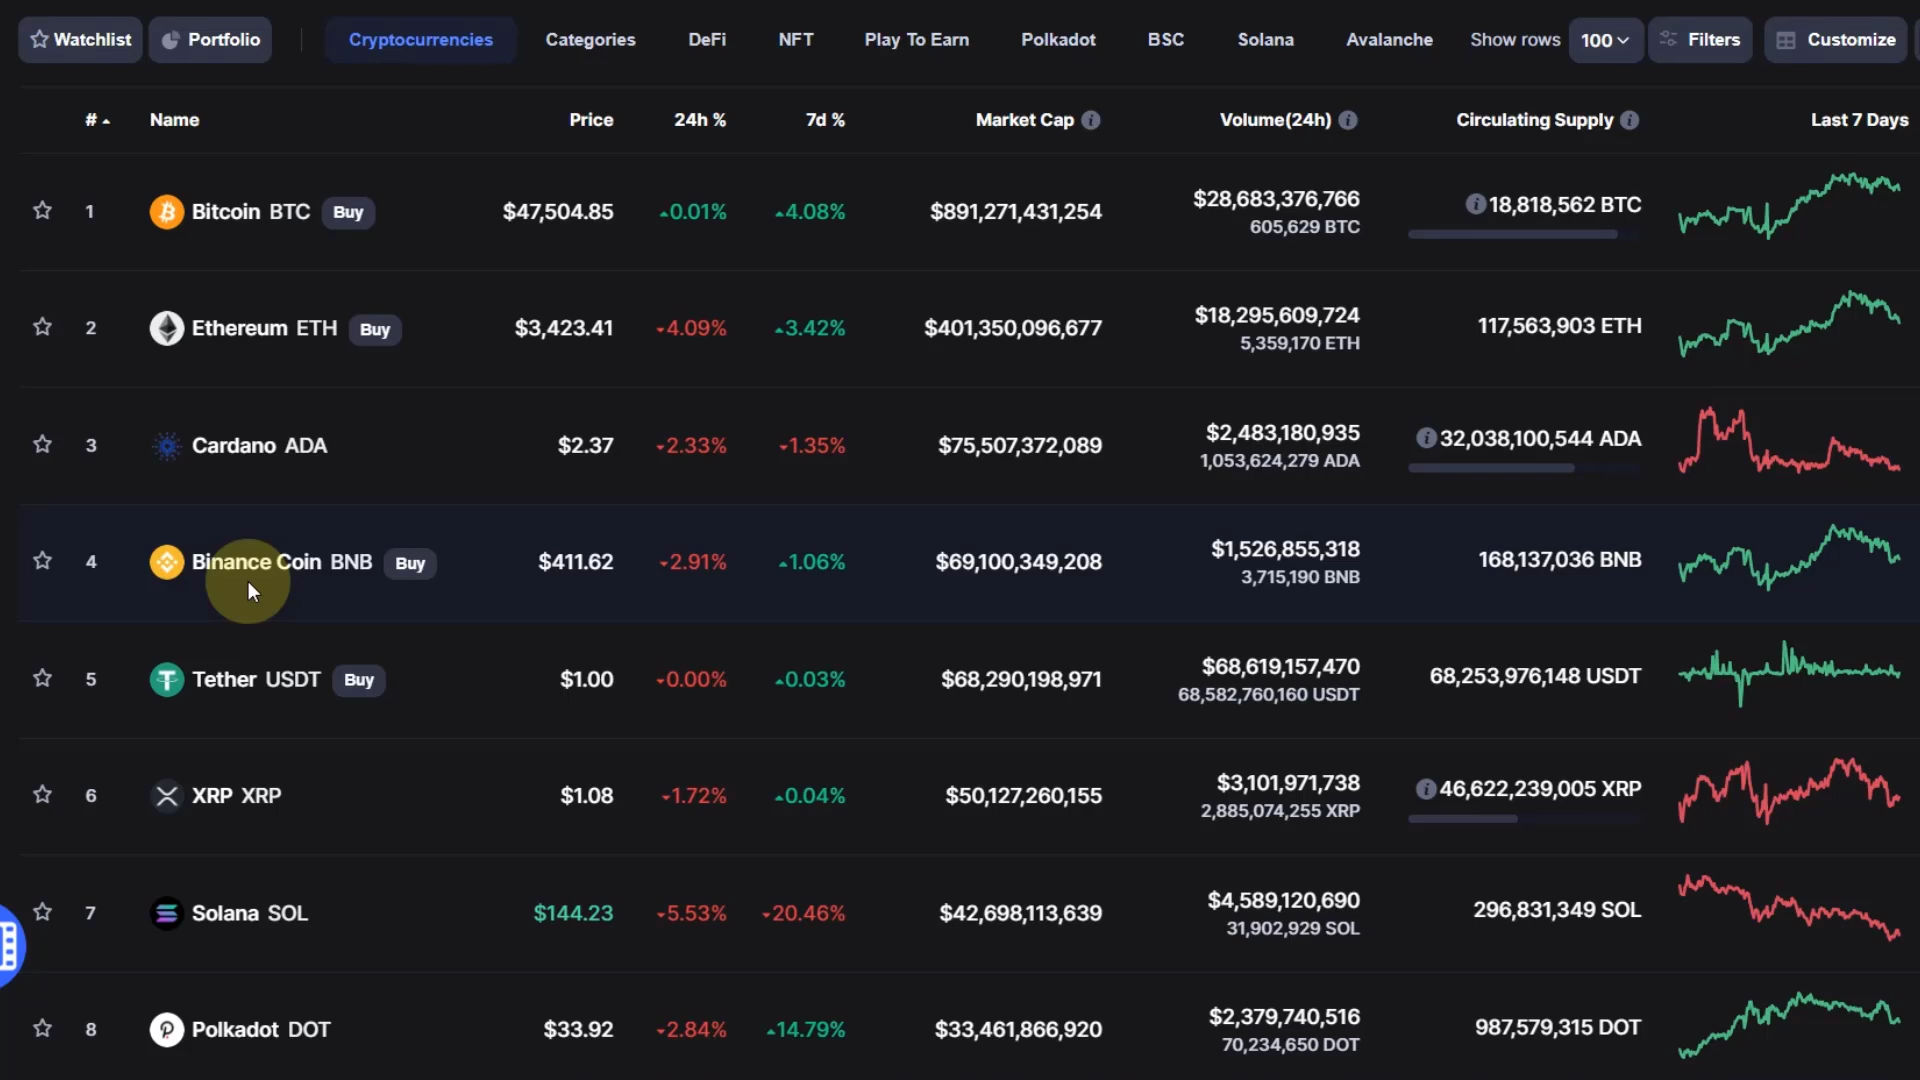 Watchlist Portfolio Cryptocurrencies Categories DeFi NFT Play To Earn Polkadot BSC Solana Avalanche Show rows 100 Filters Customize
# Name Price 24h % 7d % Market Cap Volume(24h) Circulating Supply Last 7 Days
1 Bitcoin BTC Buy $47,504.85 0.01% 4.08% $891,271,431,254 $28,683,376,766 18,818,562 BTC
605,629 BTC
2 Ethereum ETH Buy $3,423.41 4.09% 3.42% $401,350,096,677 $18,295,609,724 117,563,903 ETH
5,359,170 ETH
3 Cardano ADA $2.37 2.33% 1.35% $75,507,372,089 $2,483,180,935 32,038,100,544 ADA
1,053,624,279 ADA
4 Binance Coin BNB Buy $411.62 2.91% 1.06% $69,100,349,208 $1,526,855,318 168,137,036 BNB
3,715,190 BNB
5 Tether USDT Buy $1.00 0.00% 0.03% $68,290,198,971 $68,619,157,470 68,253,976,148 USDT
68,582,760,160 USDT
6 XRP XRP $1.08 1.72% 0.04% $50,127,260,155 $3,101,971,738 46,622,239,005 XRP
2,885,074,255 XRP
7 Solana SOL $144.23 5.53% 20.46% $42,698,113,639 $4,589,120,690 296,831,349 SOL
31,902,929 SOL
8 Polkadot DOT $33.92 2.84% 14.79% $33,461,866,920 $2,379,740,516 987,579,315 DOT
70,234,650 DOT